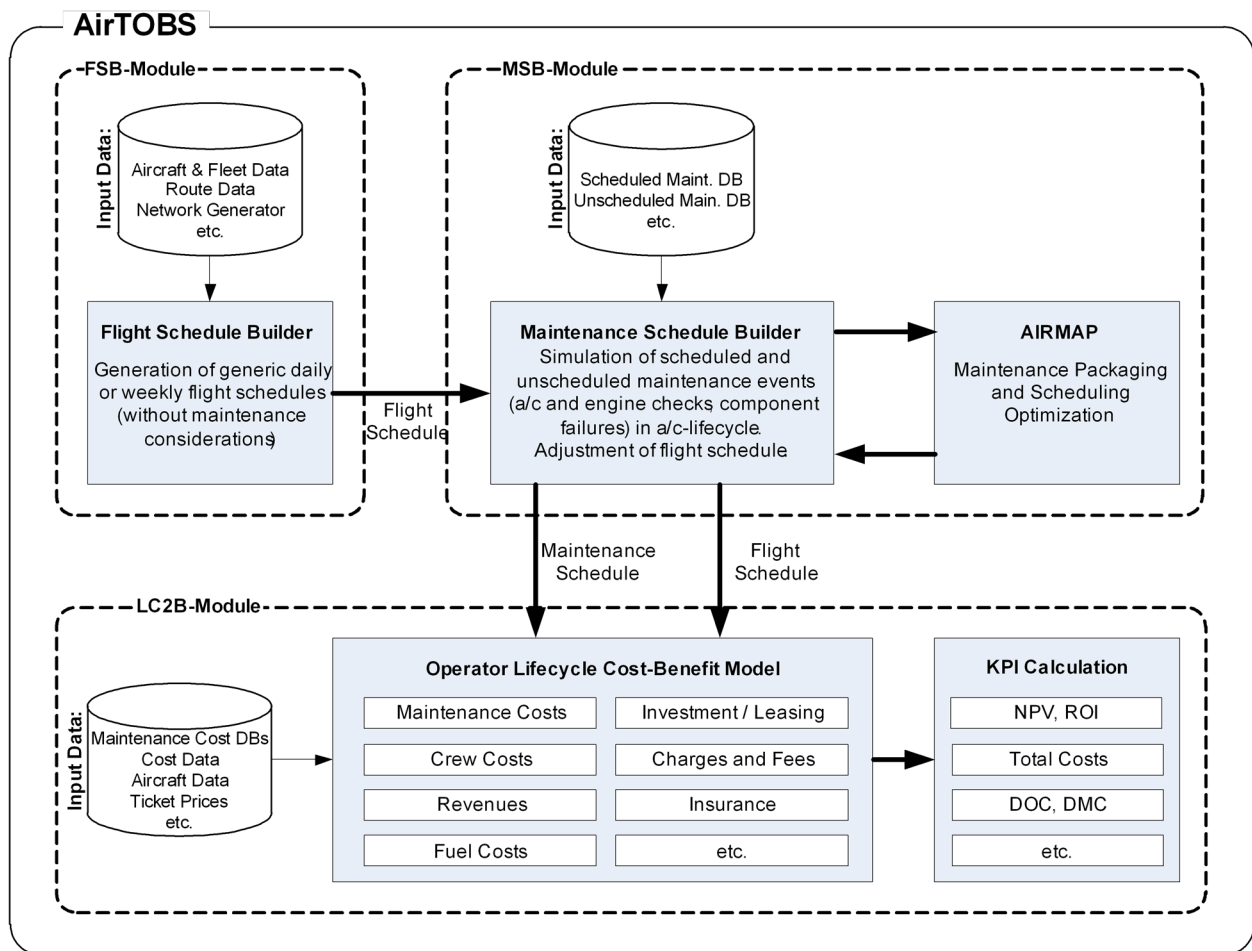 AirTOBS
FSB-Module
Input Data:
Aircraft & Fleet Data
Route Data
Network Generator
etc.
Flight Schedule Builder
Generation of generic daily
or weekly flight schedules
(without maintenance
considerations)
Flight
Schedule
MSB-Module
Input Data:
Scheduled Maint. DB
Unscheduled Main. DB
etc.
Maintenance Schedule Builder
Simulation of scheduled and
unscheduled maintenance events
(a/c and engine checks, component
failures) in a/c-lifecycle.
Adjustment of flight schedule.
AIRMAP
Maintenance Packaging
and Scheduling
Optimization
Maintenance
Schedule
Flight
Schedule
LC2B-Module
Input Data:
Maintenance Cost DBs
Cost Data
Aircraft Data
Ticket Prices
etc.
Operator Lifecycle Cost-Benefit Model
Maintenance Costs
Investment / Leasing
Crew Costs
Charges and Fees
Revenues
Insurance
Fuel Costs
etc.
KPI Calculation
NPV, ROI
Total Costs
DOC, DMC
etc.